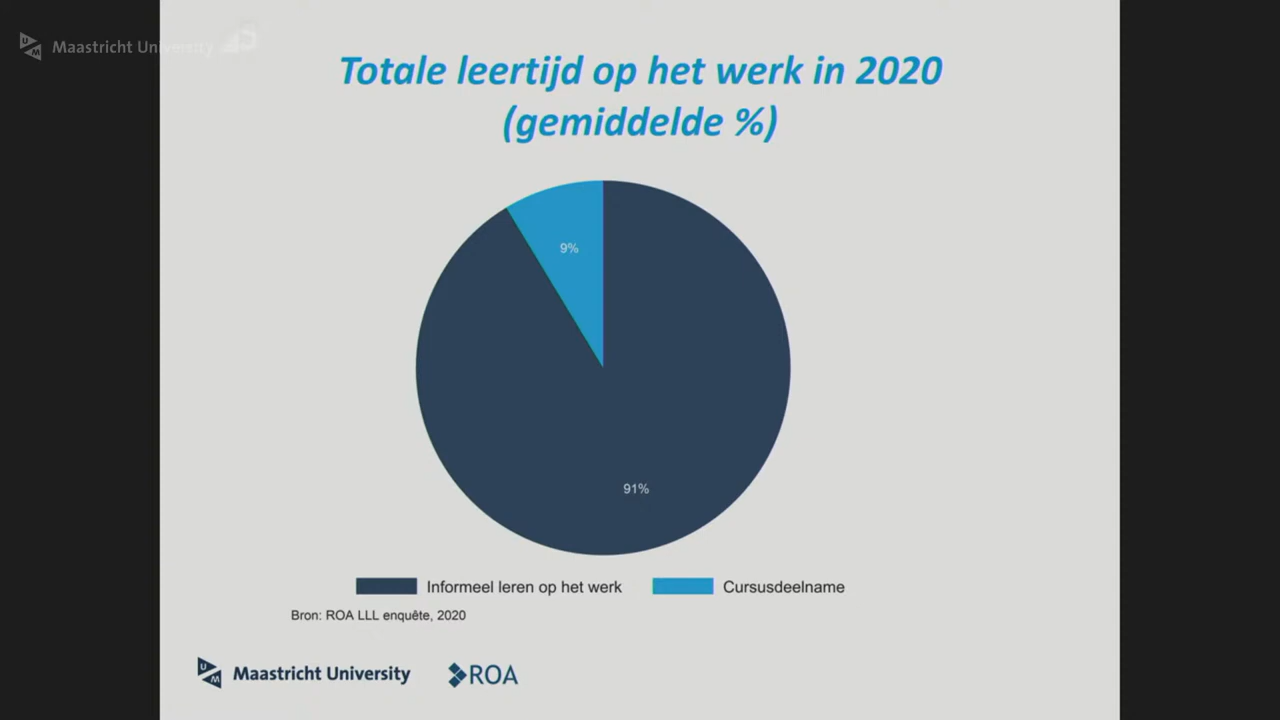 Maastricht University
Totale leertijd op het werk in 2020
(gemiddelde %)
9%
91%
Informeel leren op het werk
Cursusdeelname
Bron: ROA LLL enquête, 2020
UM Maastricht University
ROA